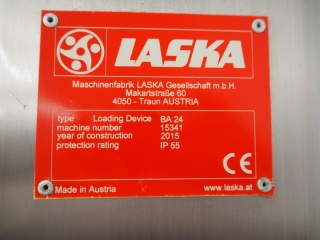 LASKA
Maschinenfabrik LASKA Gesellschaft m.b.H.
Makartstraße 60
4050 - Traun AUSTRIA
type Loading Device BA 24
machine number 15341
year of construction 2015
protection rating IP 55
CE
Made in Austria www.laska.at